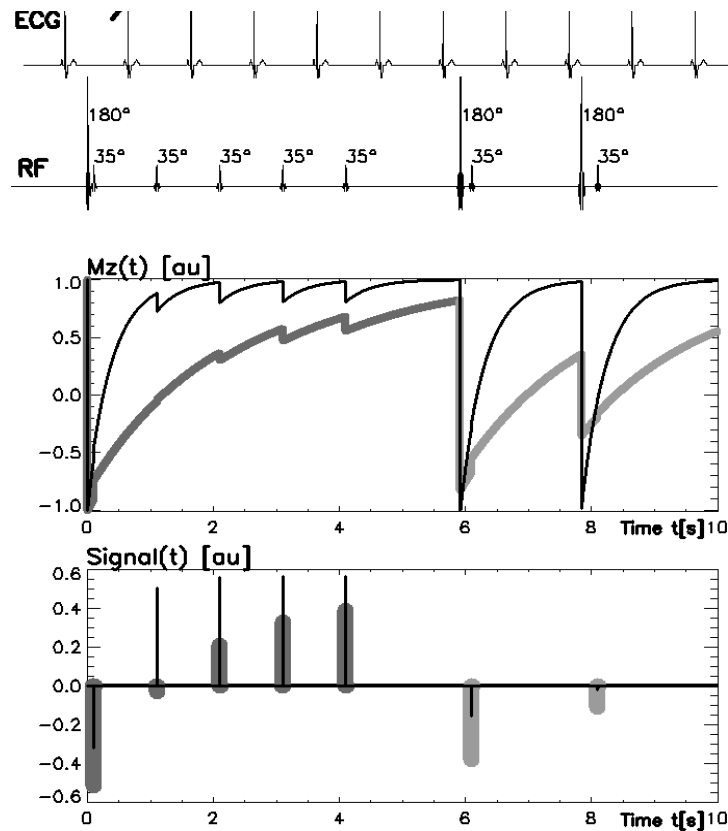 ECG
180° 180° 180°
RF 35° 35° 35° 35° 35° 35° 35°
Mz(t) [au]
1.0
0.5
0.0
-0.5
-1.0
0 2 4 6 8 Time t[s] 10
Signal(t) [au]
0.6
0.4
0.2
0.0
-0.2
-0.4
-0.6
0 2 4 6 8 Time t[s] 10